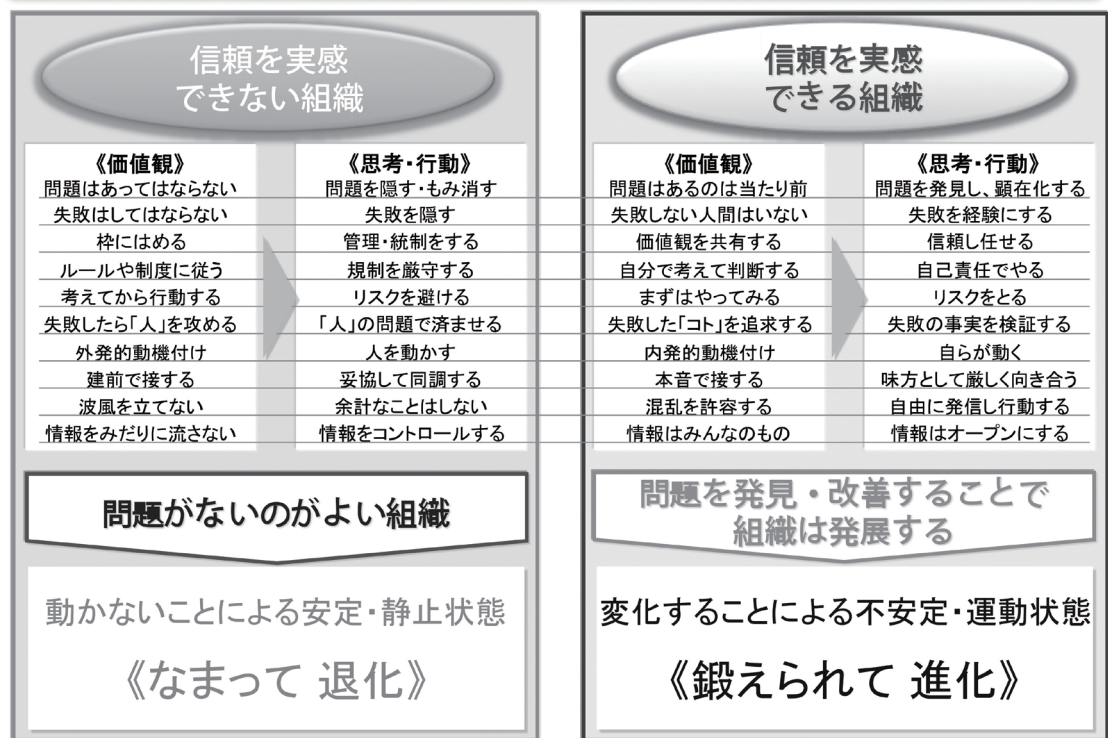 信頼を実感
できない組織
《価値観》
問題はあってはならない
失敗はしてはならない
枠にはめる
ルールや制度に従う
考えてから行動する
失敗したら「人」を攻める
外発的動機付け
建前で接する
波風を立てない
情報をみだりに流さない
《思考・行動》
問題を隠す・もみ消す
失敗を隠す
管理・統制をする
規制を厳守する
リスクを避ける
「人」の問題で済ませる
人を動かす
妥協して同調する
余計なことはしない
情報をコントロールする
問題がないのがよい組織
動かないことによる安定・静止状態
《なまって 退化》
信頼を実感
できる組織
《価値観》
問題はあるのは当たり前
失敗しない人間はいない
価値観を共有する
自分で考えて判断する
まずはやってみる
失敗した「コト」を追求する
内発的動機付け
本音で接する
混乱を許容する
情報はみんなのもの
《思考・行動》
問題を発見し、顕在化する
失敗を経験にする
信頼し任せる
自己責任でやる
リスクをとる
失敗の事実を検証する
自らが動く
味方として厳しく向き合う
自由に発信し行動する
情報はオープンにする
問題を発見・改善することで
組織は発展する
変化することによる不安定・運動状態
《鍛えられて 進化》